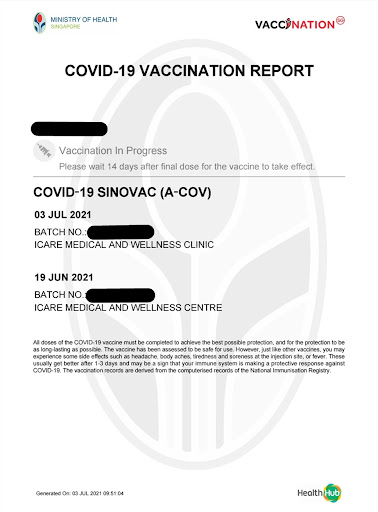 MINISTRY OF HEALTH
SINGAPORE
VACCINATION SG
COVID-19 VACCINATION REPORT
Vaccination In Progress
Please wait 14 days after final dose for the vaccine to take effect.
COVID-19 SINOVAC (A-COV)
03 JUL 2021
BATCH NO.:
ICARE MEDICAL AND WELLNESS CLINIC
19 JUN 2021
BATCH NO.:
ICARE MEDICAL AND WELLNESS CENTRE
All doses of the COVID-19 vaccine must be completed to achieve the best possible protection, and for the protection to be
as long-lasting as possible. The vaccine has been assessed to be safe for use. However, just like other vaccines, you may
experience some side effects such as headache, body aches, tiredness and soreness at the injection site, or fever. These
usually get better after 1-3 days and may be a sign that your immune system is making a protective response against
COVID-19. The vaccination records are derived from the computerised records of the National Immunisation Registry.
Generated On: 03 JUL 2021 09:51:04
HealthHub